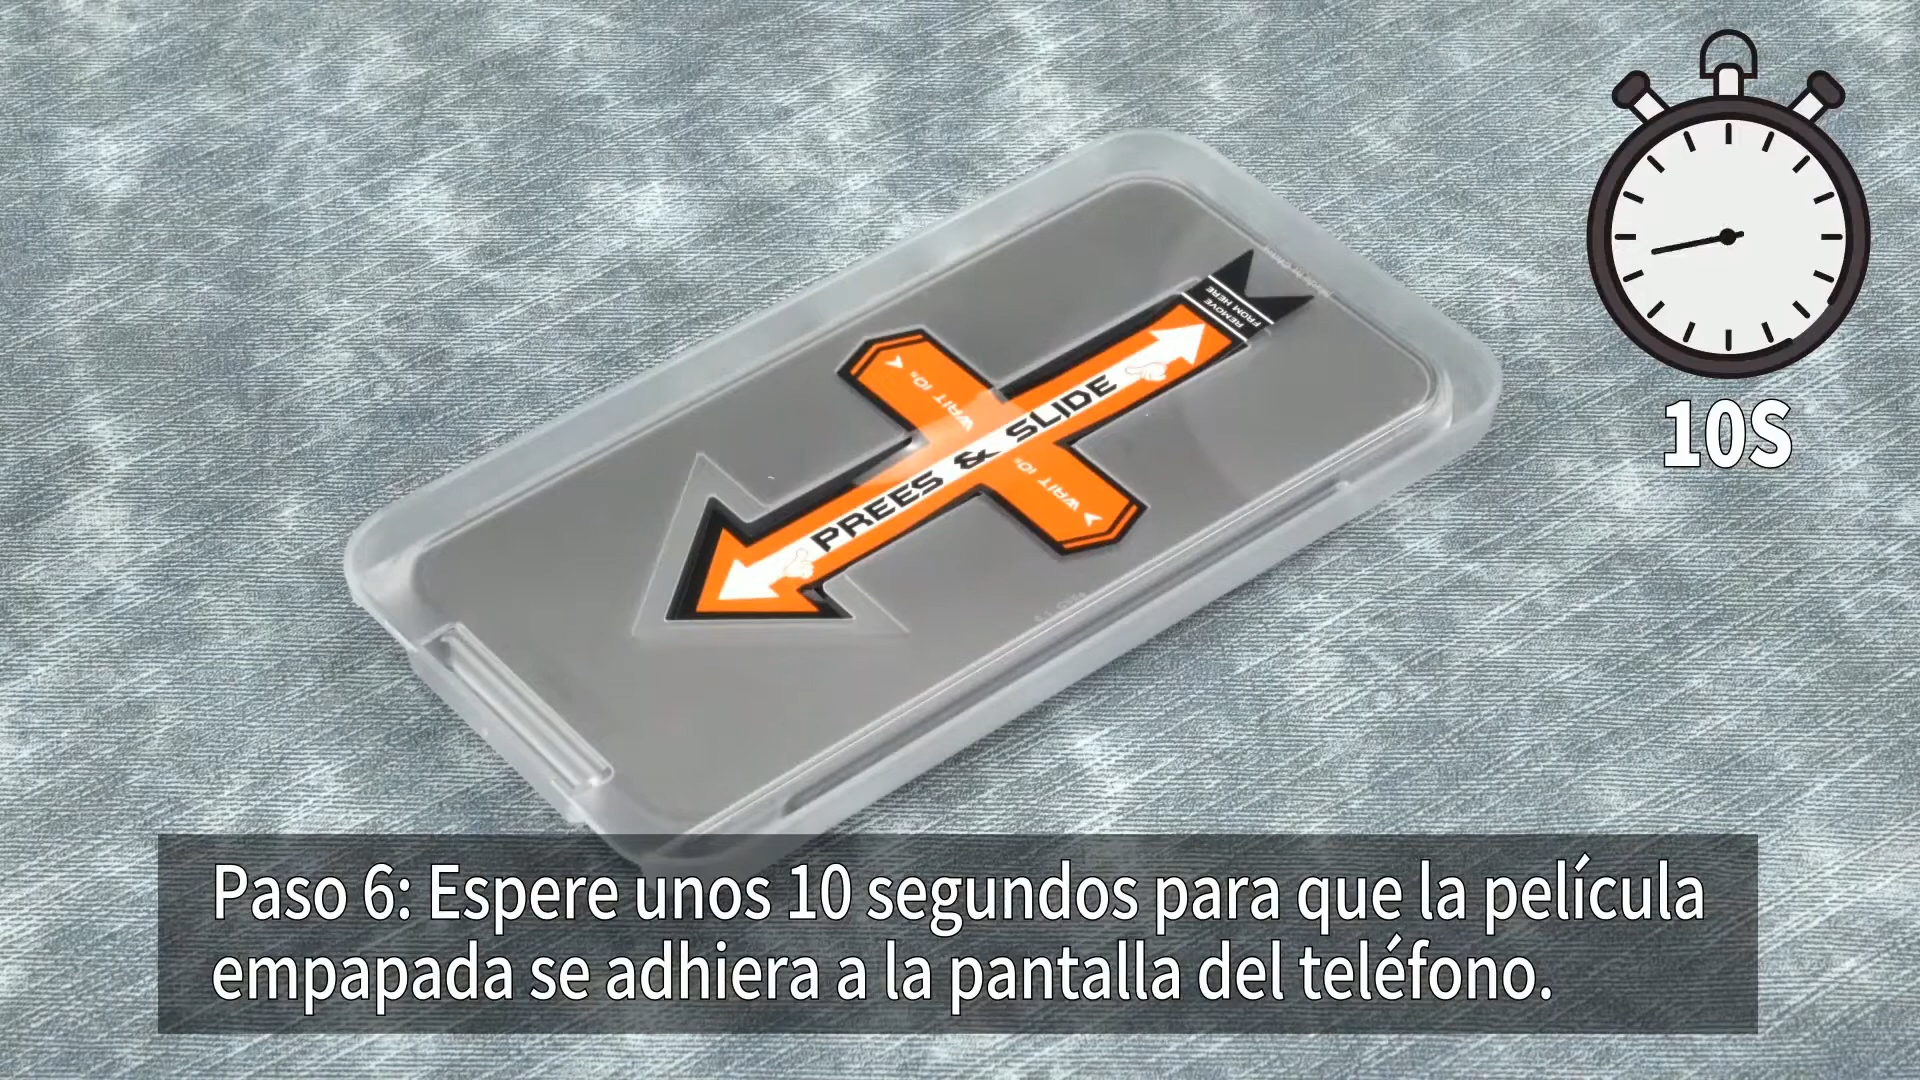 10S
REMOVE
FROM HERE
WAIT 10s
PREES & SLIDE
WAIT 10s
Paso 6: Espere unos 10 segundos para que la película
empapada se adhiera a la pantalla del teléfono.